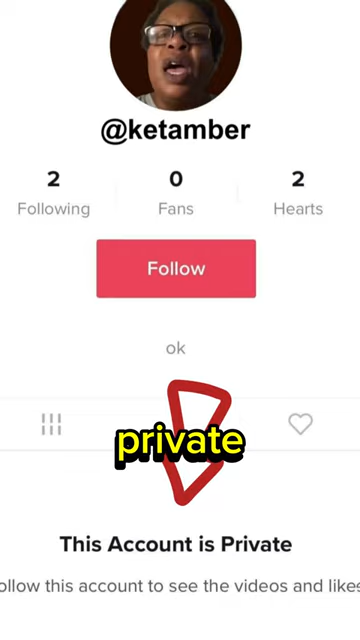 @ketamber
2 0 2
Following Fans Hearts
Follow
ok
private
This Account is Private
ollow this account to see the videos and likes